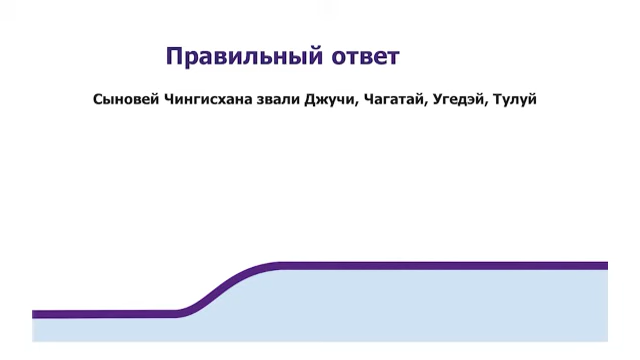 Правильный ответ
Сыновей Чингисхана звали Джучи, Чагатай, Угедэй, Тулуй